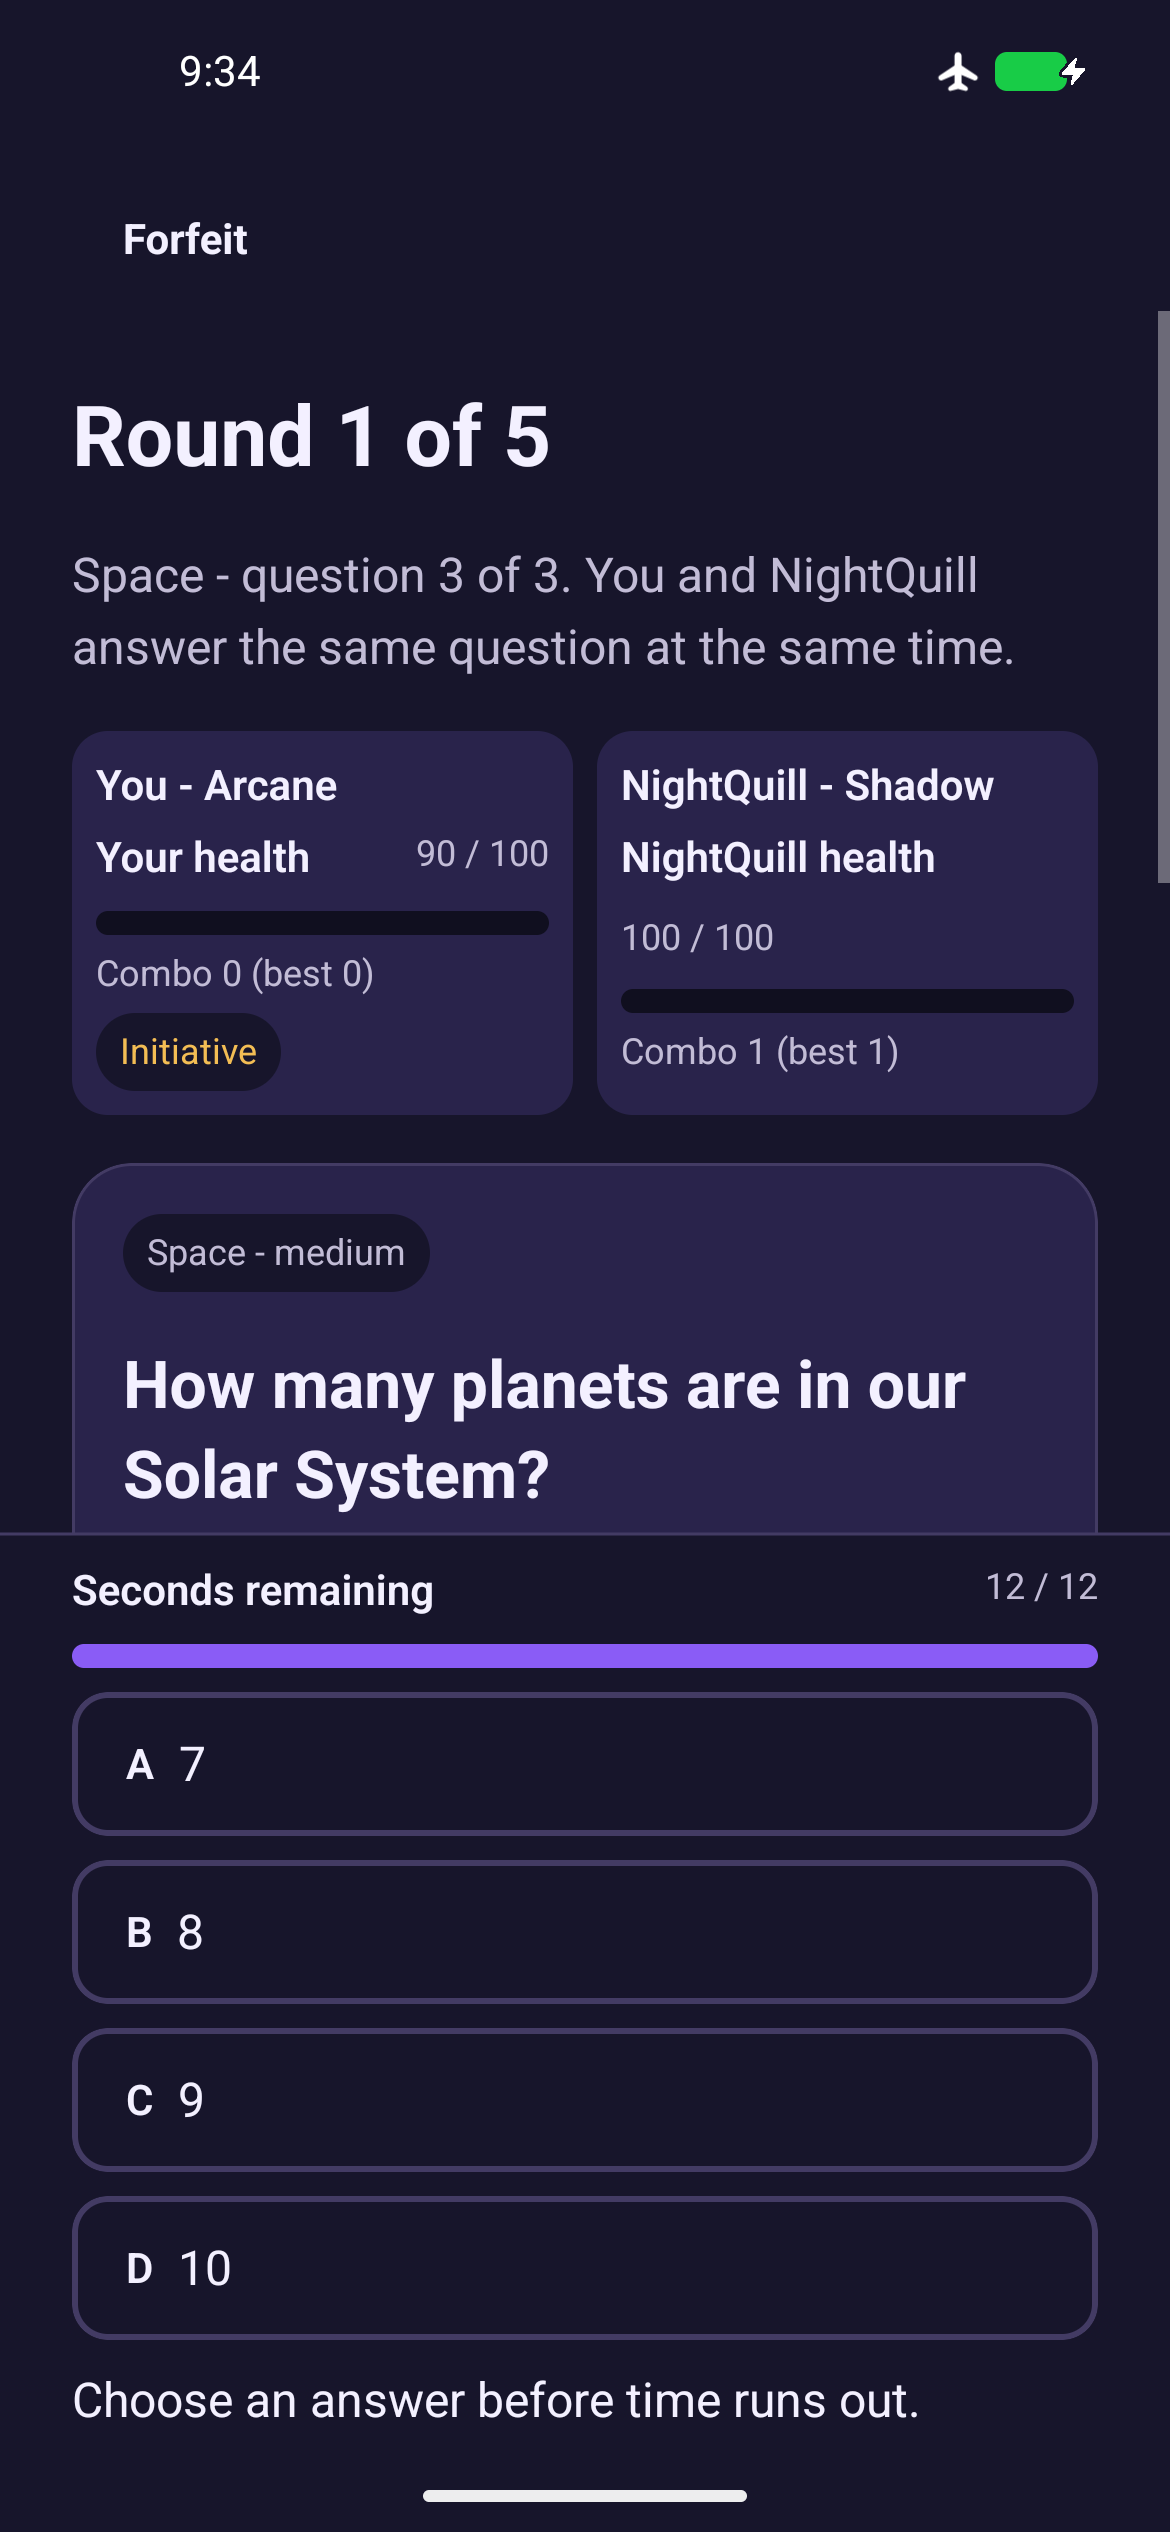 9:34
Forfeit
Round 1 of 5
Space - question 3 of 3. You and NightQuill
answer the same question at the same time.
You - Arcane
Your health 90 / 100
Combo 0 (best 0)
Initiative
NightQuill - Shadow
NightQuill health
100 / 100
Combo 1 (best 1)
Space - medium
How many planets are in our
Solar System?
Seconds remaining 12 / 12
A 7
B 8
C 9
D 10
Choose an answer before time runs out.